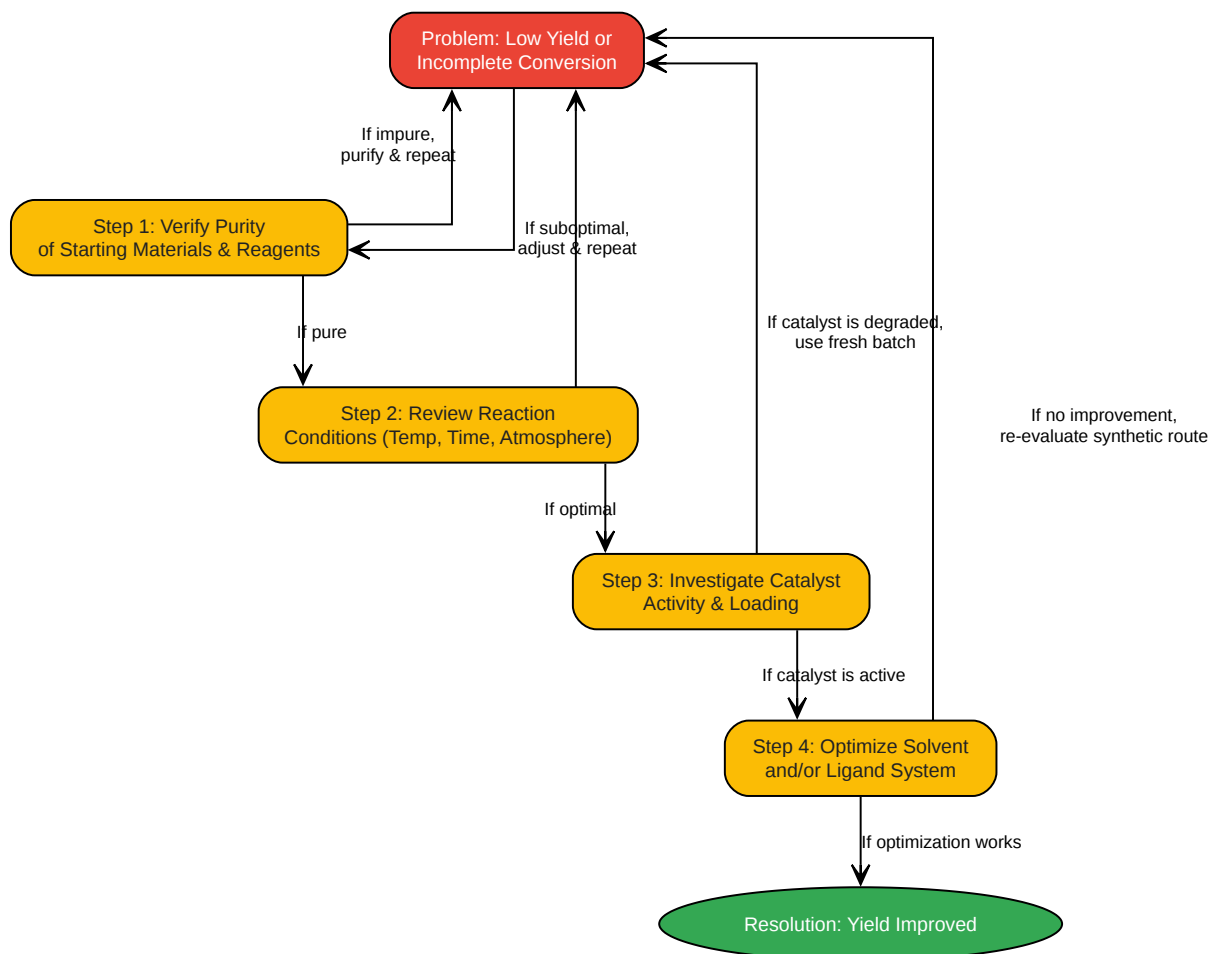 Problem: Low Yield or
Incomplete Conversion
If impure,
purify & repeat
Step 1: Verify Purity
of Starting Materials & Reagents
If suboptimal,
adjust & repeat
If pure
If catalyst is degraded,
use fresh batch
Step 2: Review Reaction
Conditions (Temp, Time, Atmosphere)
If no improvement,
re-evaluate synthetic route
If optimal
Step 3: Investigate Catalyst
Activity & Loading
If catalyst is active
Step 4: Optimize Solvent
and/or Ligand System
If optimization works
Resolution: Yield Improved